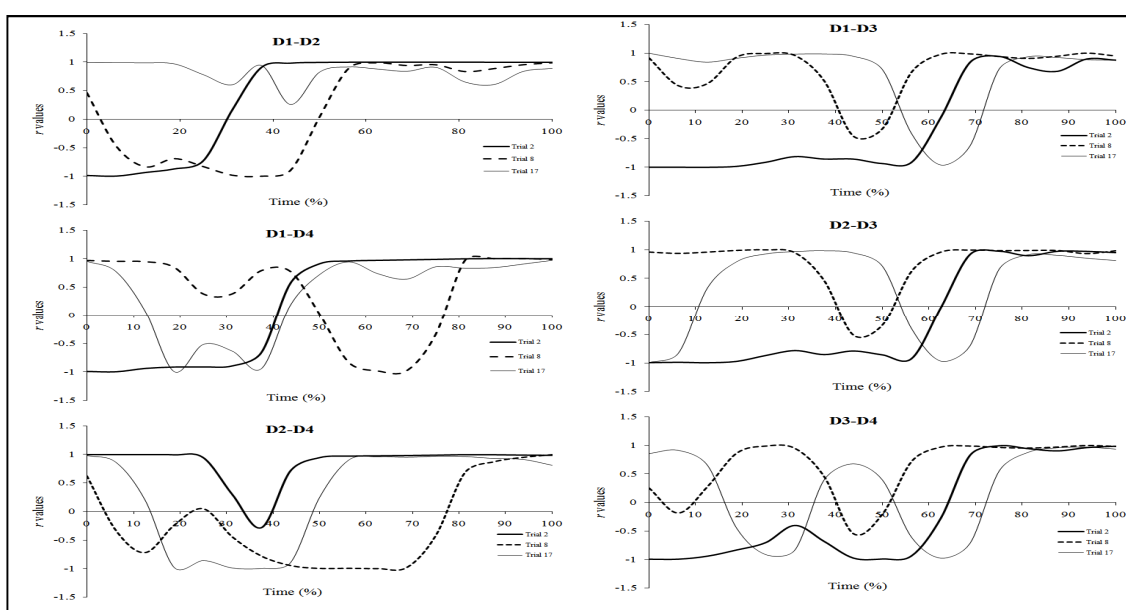 D1-D2
1.5
1
0.5
0
-0.5
-1
-1.5
r values
0 20 40 60 80 100
Time (%)
Trial 2
Trial 8
Trial 17
D1-D3
1.5
1
0.5
0
-0.5
-1
-1.5
r values
0 10 20 30 40 50 60 70 80 90 100
Time (%)
Trial 2
Trial 8
Trial 17
D1-D4
1.5
1
0.5
0
-0.5
-1
-1.5
r values
0 10 20 30 40 50 60 70 80 90 100
Time (%)
Trial 2
Trial 8
Trial 17
D2-D3
1.5
1
0.5
0
-0.5
-1
-1.5
r values
0 10 20 30 40 50 60 70 80 90 100
Time (%)
Trial 2
Trial 8
Trial 17
D2-D4
1.5
1
0.5
0
-0.5
-1
-1.5
r values
0 10 20 30 40 50 60 70 80 90 100
Time (%)
Trial 2
Trial 8
Trial 17
D3-D4
1.5
1
0.5
0
-0.5
-1
-1.5
r values
0 10 20 30 40 50 60 70 80 90 100
Time (%)
Trial 2
Trial 8
Trial 17